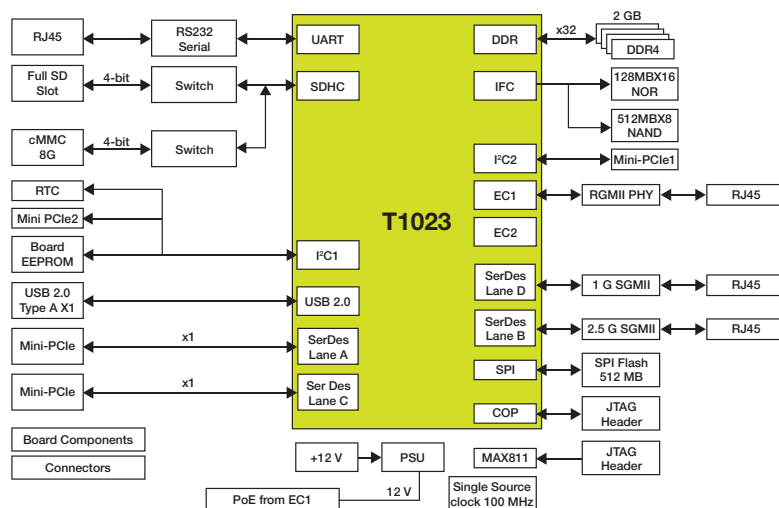 RJ45
RS232
Serial
UART
DDR
x32
2 GB
DDR4
Full SD
Slot
4-bit
Switch
SDHC
IFC
128MBX16
NOR
512MBX8
NAND
cMMC
8G
4-bit
Switch
I²C2
Mini-PCIe1
RTC
EC1
RGMII PHY
RJ45
Mini PCIe2
T1023
EC2
Board
EEPROM
I²C1
SerDes
Lane D
1 G SGMII
RJ45
USB 2.0
Type A X1
USB 2.0
SerDes
Lane B
2.5 G SGMII
RJ45
Mini-PCIe
x1
SerDes
Lane A
SPI
SPI Flash
512 MB
Mini-PCIe
x1
Ser Des
Lane C
COP
JTAG
Header
Board Components
Connectors
+12 V
PSU
MAX811
JTAG
Header
12 V
PoE from EC1
Single Source
clock 100 MHz